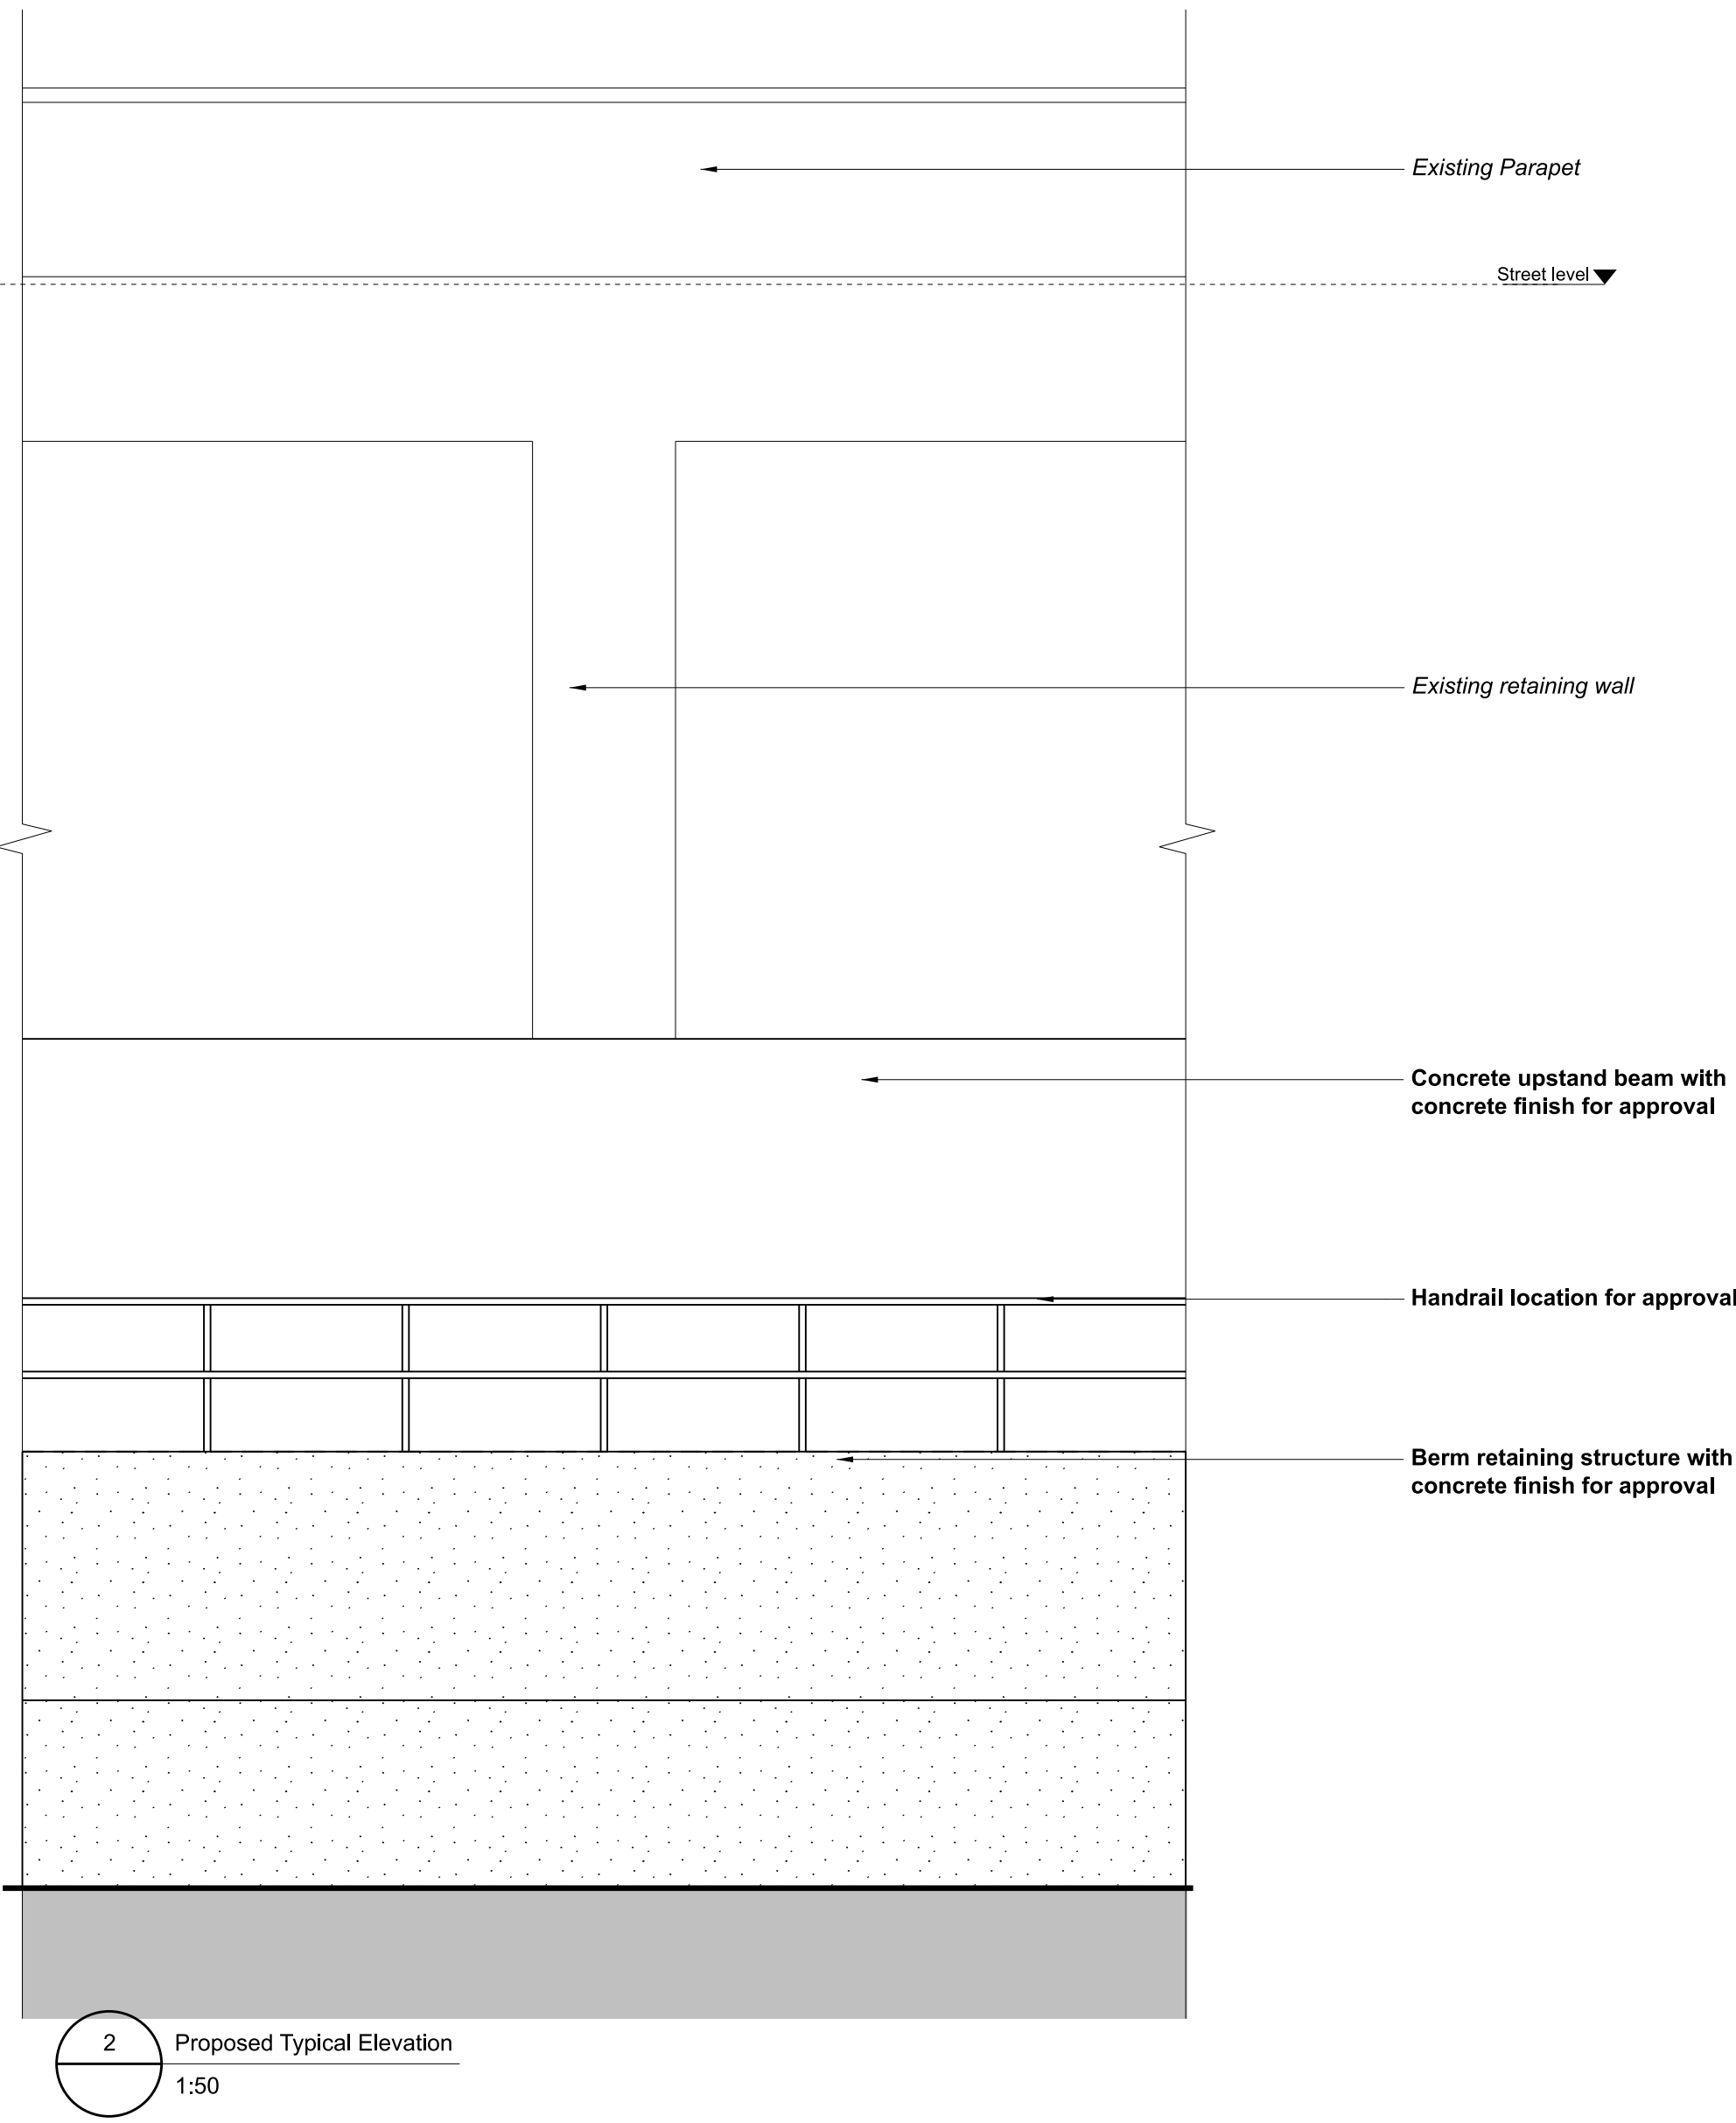 Existing Parapet
Street level
Existing retaining wall
Concrete upstand beam with
concrete finish for approval
Handrail location for approval
Berm retaining structure with
concrete finish for approval
2
Proposed Typical Elevation
1:50